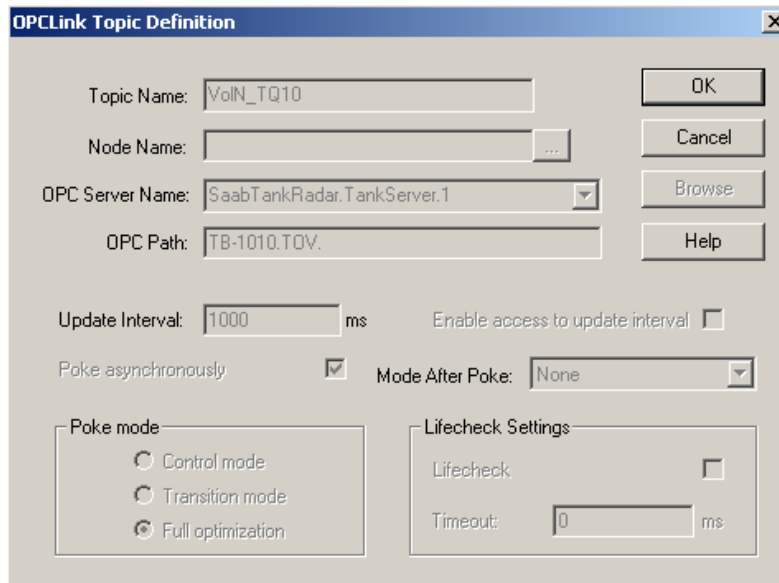 OPCLink Topic Definition
Topic Name: VolN_TQ10
OK
Node Name: ...
Cancel
OPC Server Name: SaabTankRadar.TankServer.1
Browse
OPC Path: TB-1010.TOV.
Help
Update Interval: 1000 ms
Enable access to update interval
Poke asynchronously
Mode After Poke: None
Poke mode
Control mode
Transition mode
Full optimization
Lifecheck Settings
Lifecheck
Timeout: 0 ms